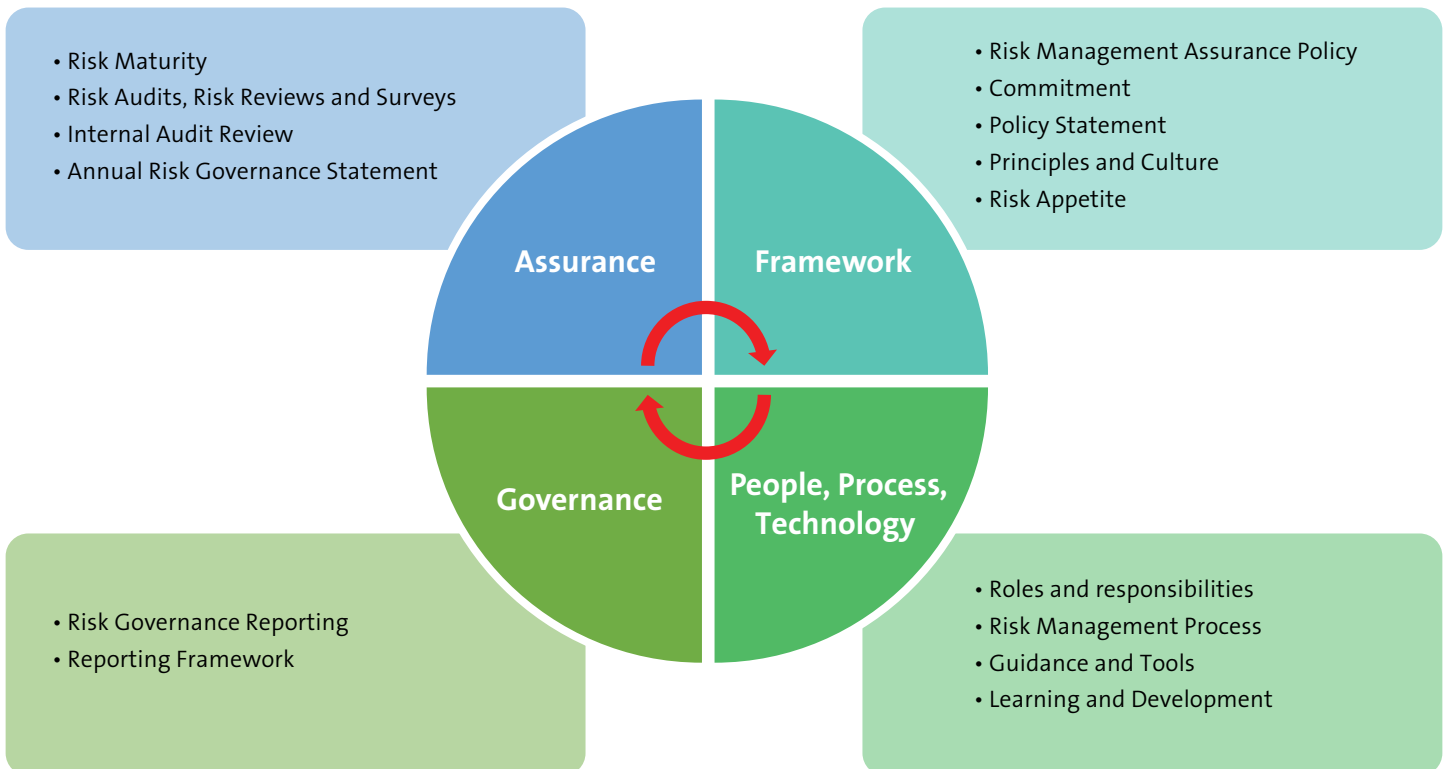 • Risk Maturity
• Risk Audits, Risk Reviews and Surveys
• Internal Audit Review
• Annual Risk Governance Statement
• Risk Management Assurance Policy
• Commitment
• Policy Statement
• Principles and Culture
• Risk Appetite
Assurance
Framework
Governance
People, Process,
Technology
• Risk Governance Reporting
• Reporting Framework
• Roles and responsibilities
• Risk Management Process
• Guidance and Tools
• Learning and Development